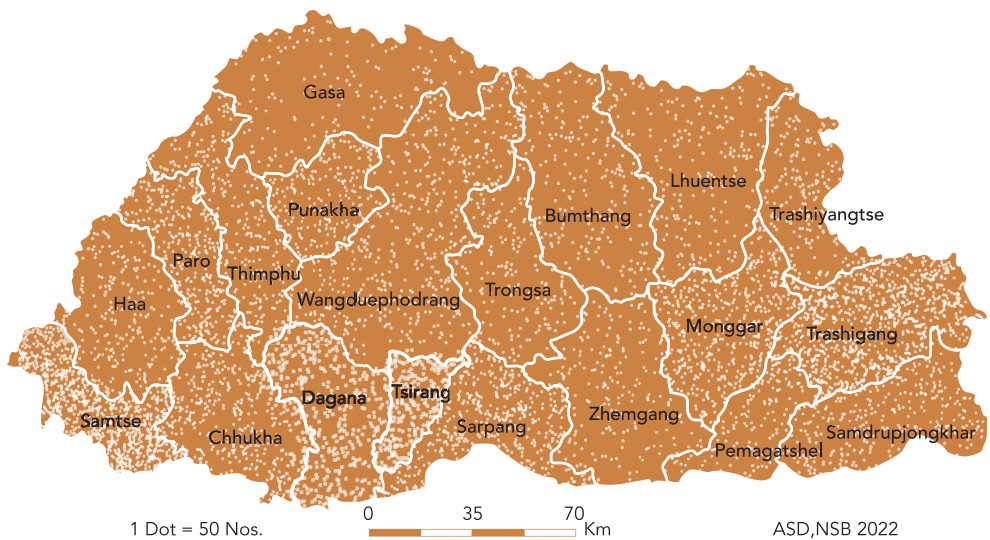 Gasa
Lhuentse
Punakha
Bumthang
Trashiyangtse
Paro
Thimphu
Haa
Wangduephodrang
Trongsa
Monggar
Trashigang
Dagana
Tsirang
Samtse
Zhemgang
Chhukha
Sarpang
Samdrupjongkhar
Pemagatshel
0 35 70
1 Dot = 50 Nos.
Km
ASD,NSB 2022